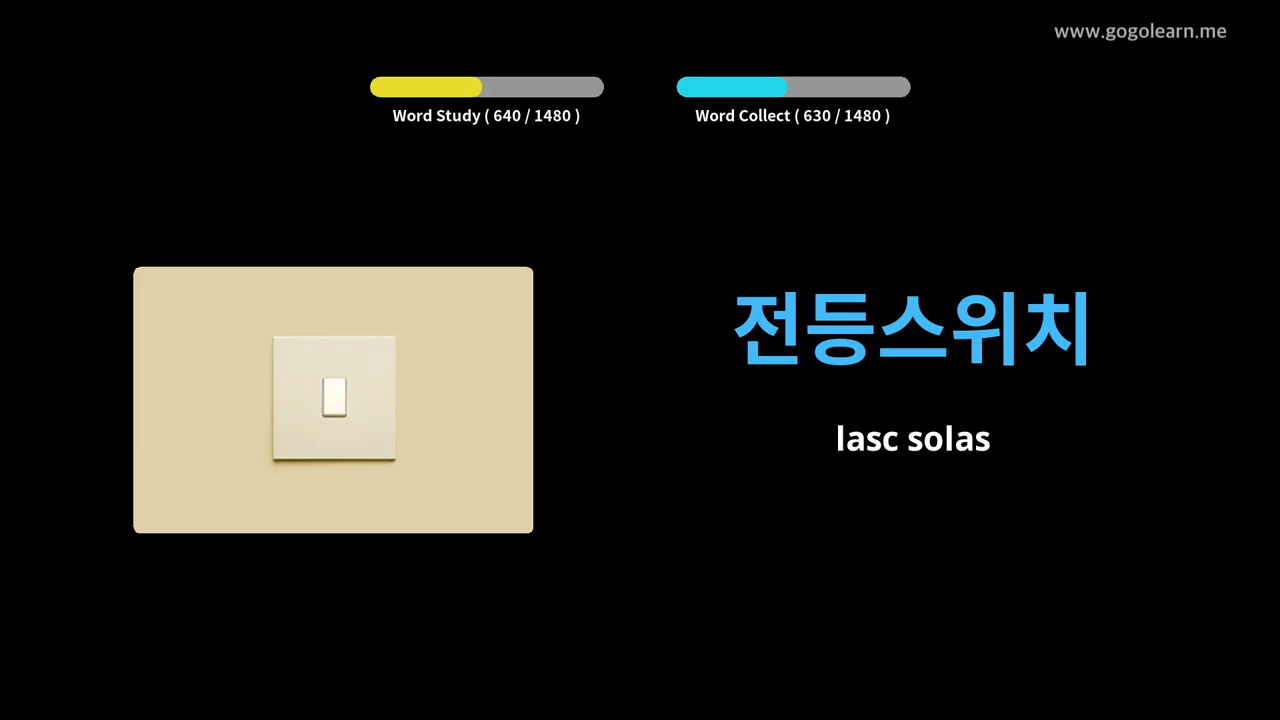 www.gogolearn.me
Word Study ( 640 / 1480 )
Word Collect ( 630 / 1480 )
전등스위치
lasc solas